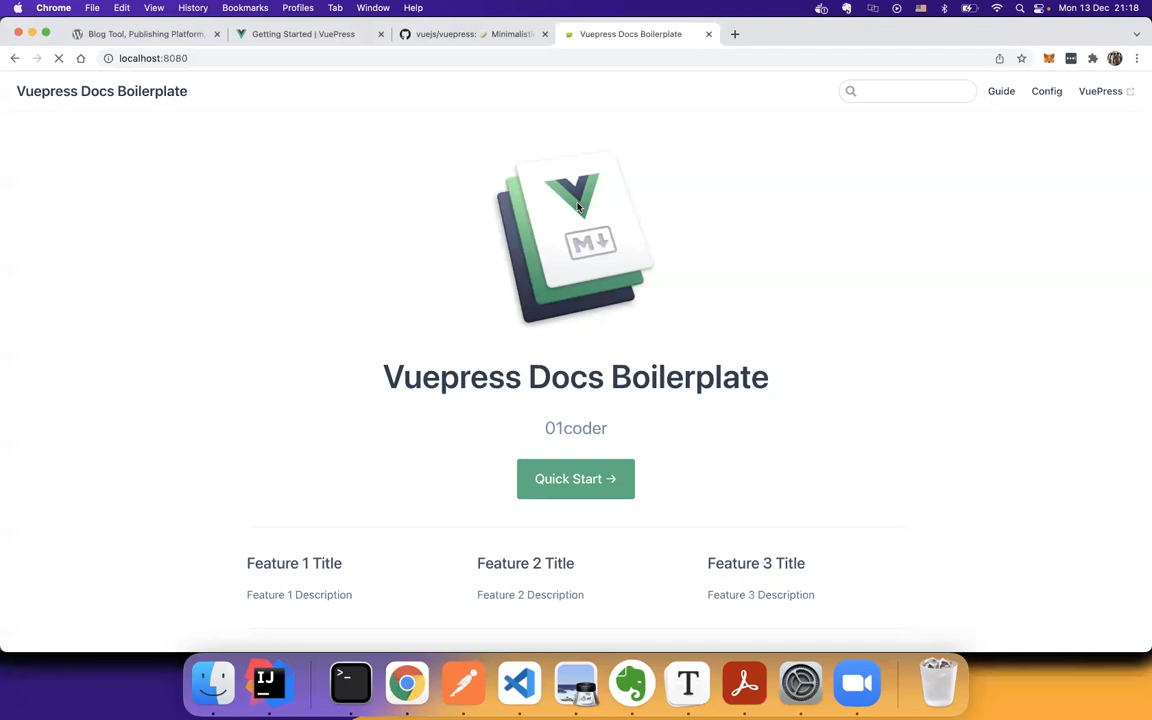 Chrome File Edit View History Bookmarks Profiles Tab Window Help Mon 13 Dec 21:18
Blog Tool, Publishing Platform, Getting Started | VuePress vuejs/vuepress: Minimalisti Vuepress Docs Boilerplate
localhost:8080
Vuepress Docs Boilerplate Guide Config VuePress
M
Vuepress Docs Boilerplate
01coder
Quick Start →
Feature 1 Title Feature 2 Title Feature 3 Title
Feature 1 Description Feature 2 Description Feature 3 Description
IJ >_ T